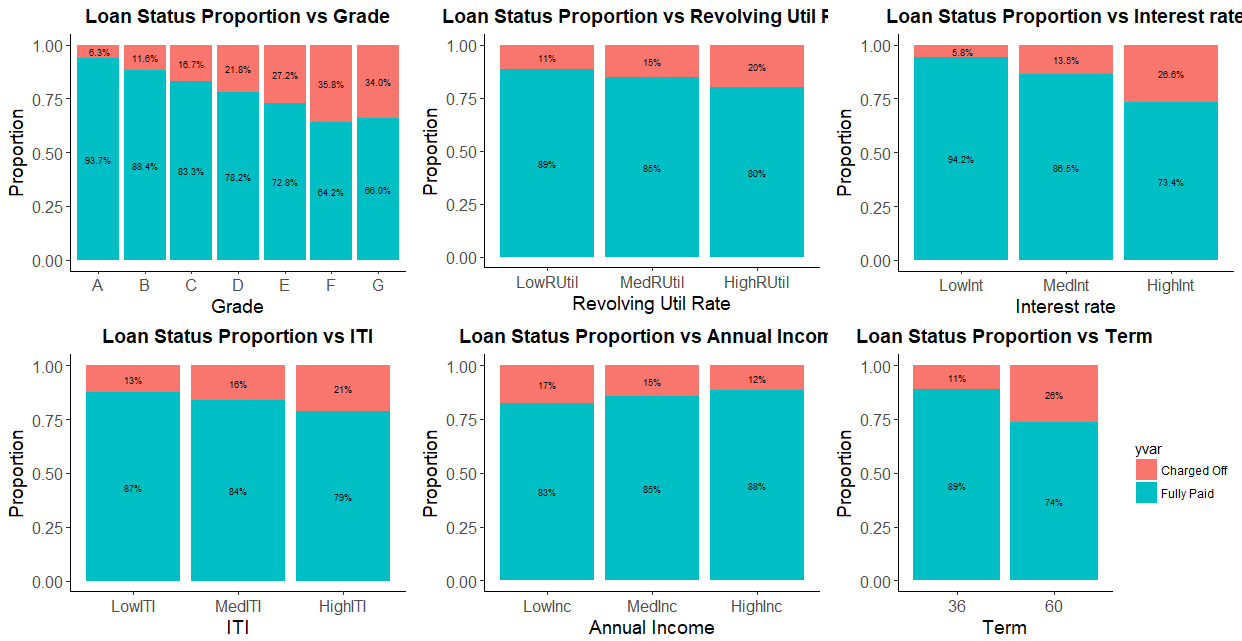 Loan Status Proportion vs Grade
1.00
0.75
0.50
0.25
0.00
Proportion
6.3%
11.6%
16.7%
21.8%
27.2%
35.8%
34.0%
93.7%
88.4%
83.3%
78.2%
72.8%
64.2%
66.0%
A B C D E F G
Grade
Loan Status Proportion vs Revolving Util R
1.00
0.75
0.50
0.25
0.00
Proportion
11%
15%
20%
89%
85%
80%
LowRUtil MedRUtil HighRUtil
Revolving Util Rate
Loan Status Proportion vs Interest rate
1.00
0.75
0.50
0.25
0.00
Proportion
5.8%
13.5%
26.6%
94.2%
86.5%
73.4%
LowInt MedInt HighInt
Interest rate
Loan Status Proportion vs ITI
1.00
0.75
0.50
0.25
0.00
Proportion
13%
16%
21%
87%
84%
79%
LowITI MedITI HighITI
ITI
Loan Status Proportion vs Annual Incom
1.00
0.75
0.50
0.25
0.00
Proportion
17%
15%
12%
83%
85%
88%
LowInc MedInc HighInc
Annual Income
Loan Status Proportion vs Term
1.00
0.75
0.50
0.25
0.00
Proportion
11%
26%
89%
74%
36 60
Term
yvar
Charged Off
Fully Paid